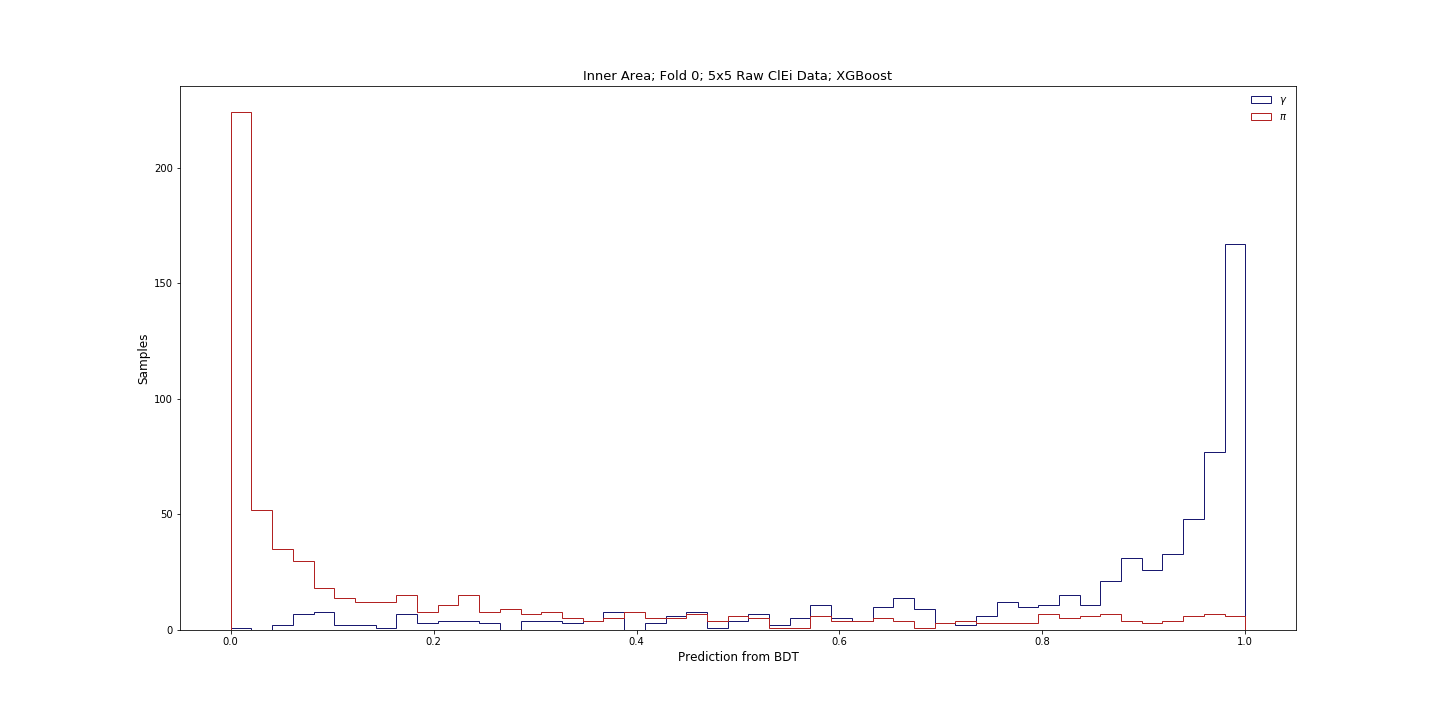 Inner Area; Fold 0; 5x5 Raw ClEi Data; XGBoost
γ
π
200
150
100
50
0
Samples
0.0 0.2 0.4 0.6 0.8 1.0
Prediction from BDT